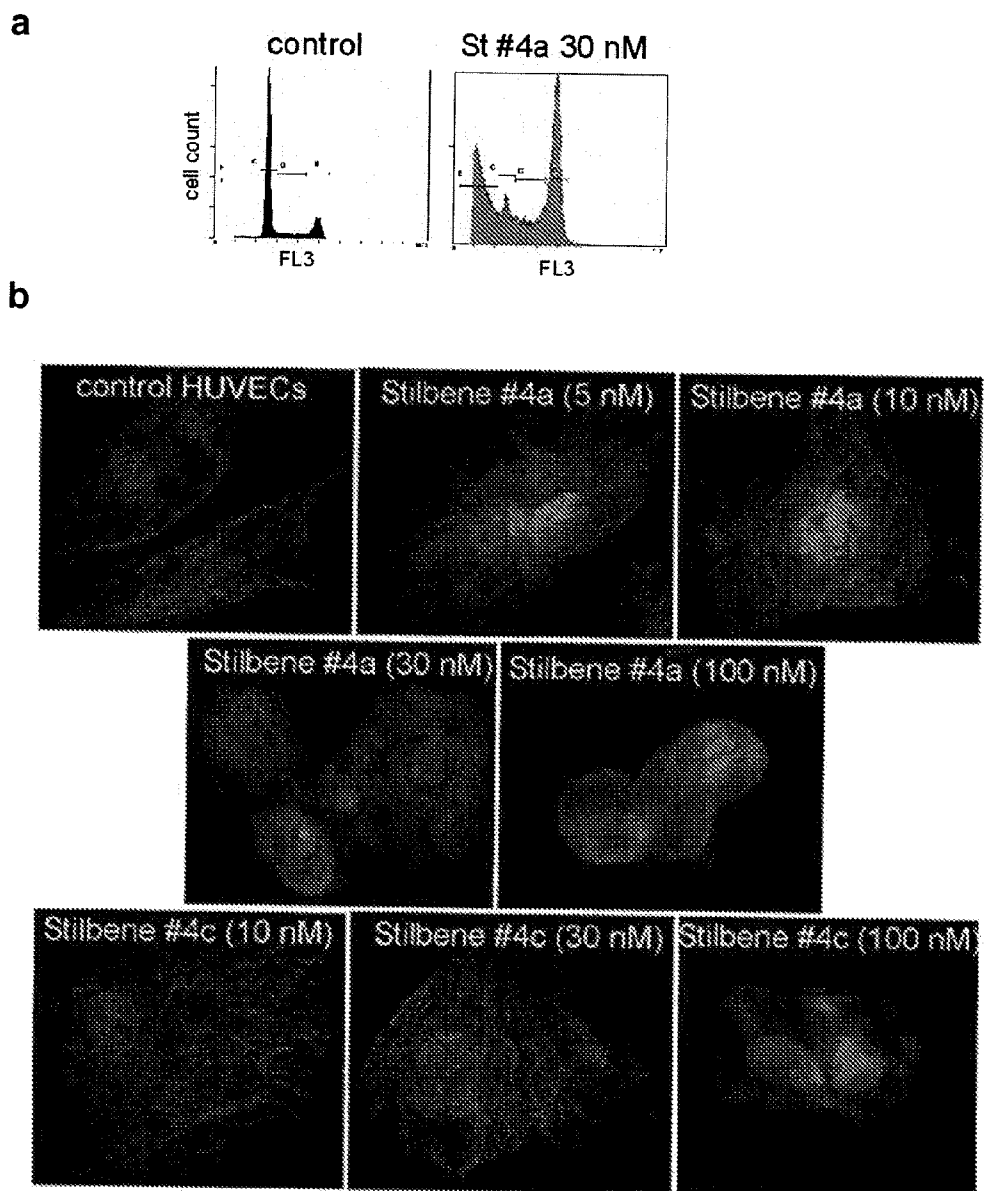 a
control
St #4a 30 nM
cell count
FL3
FL3
b
control HUVECs
Stilbene #4a (5 nM)
Stilbene #4a (10 nM)
Stilbene #4a (30 nM)
Stilbene #4a (100 nM)
Stilbene #4c (10 nM)
Stilbene #4c (30 nM)
Stilbene #4c (100 nM)